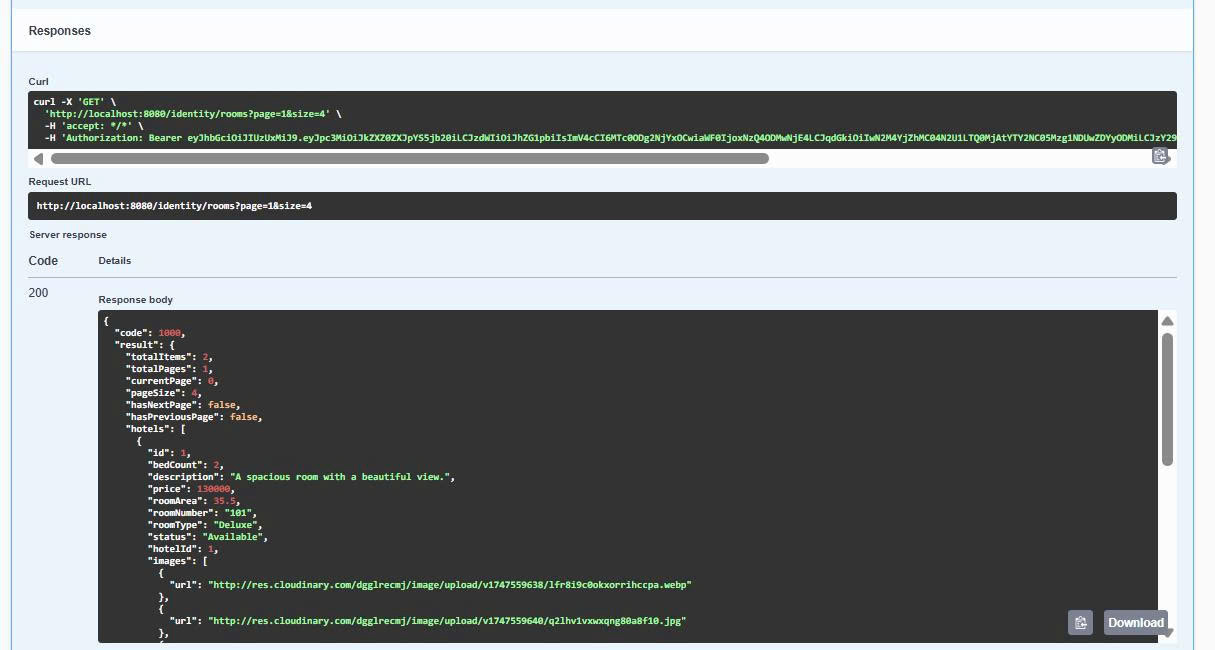 Responses
Curl
curl -X 'GET' \
'http://localhost:8080/identity/rooms?page=1&size=4' \
-H 'accept: */*' \
-H 'Authorization: Bearer
Request URL
http://localhost:8080/identity/rooms?page=1&size=4
Server response
Code Details
200
Response body
{
"code": 1000,
"result": {
"totalItems": 2,
"totalPages": 1,
"currentPage": 0,
"pageSize": 4,
"hasNextPage": false,
"hasPreviousPage": false,
"hotels": [
{
"id": 1,
"bedCount": 2,
"description": "A spacious room with a beautiful view.",
"price": 130000,
"roomArea": 35.5,
"roomNumber": "101",
"roomType": "Deluxe",
"status": "Available",
"hotelId": 1,
"images": [
{
"url": "http://res.cloudinary.com/dgglrecmj/image/upload/v1747559638/lfr8i9c0okxorrihccpa.webp"
},
{
"url": "http://res.cloudinary.com/dgglrecmj/image/upload/v1747559640/q2lhv1vxwxqng80a8f10.jpg"
},
Download